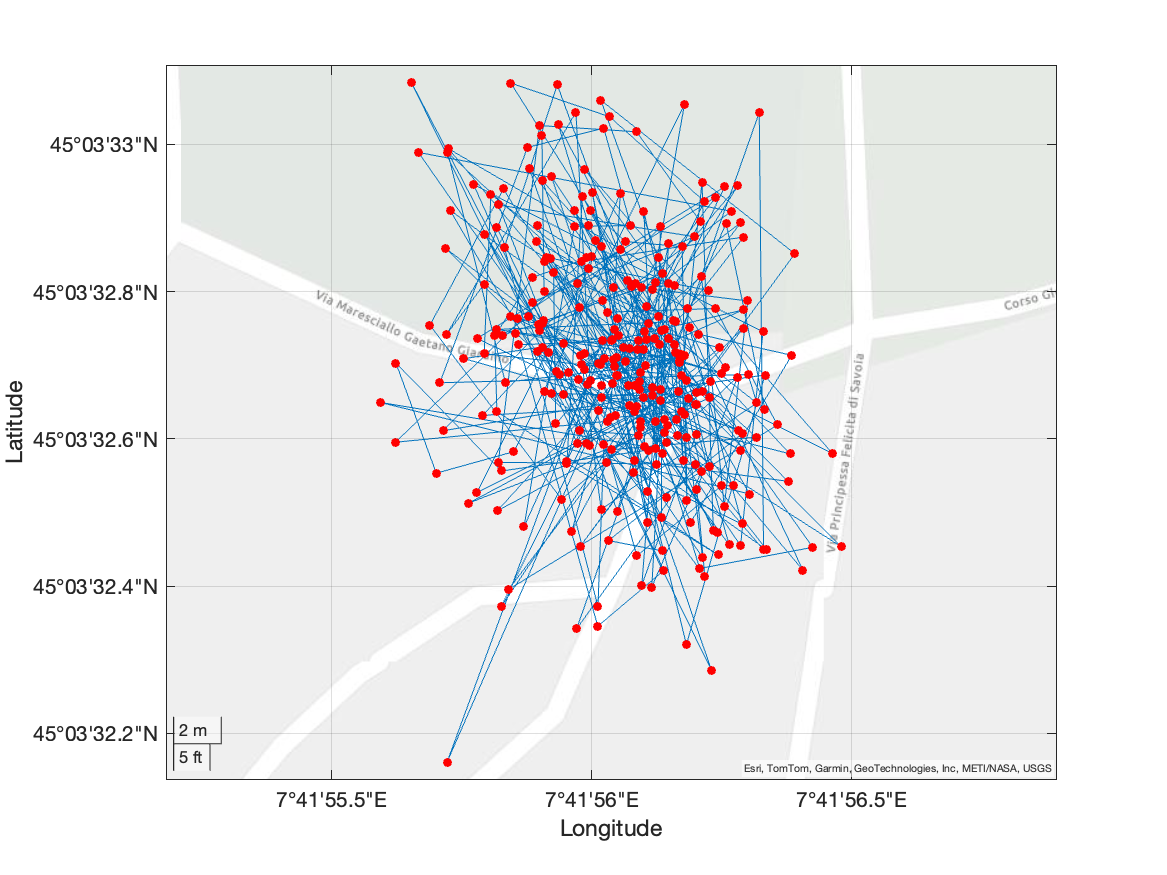 45°03'33"N
45°03'32.8"N
45°03'32.6"N
45°03'32.4"N
45°03'32.2"N
Latitude
Via Maresciallo Gaetano
Corso
Via Principessa Felicita di Savoia
2 m
5 ft
Esri, TomTom, Garmin, GeoTechnologies, Inc, METI/NASA, USGS
7°41'55.5"E
7°41'56"E
7°41'56.5"E
Longitude